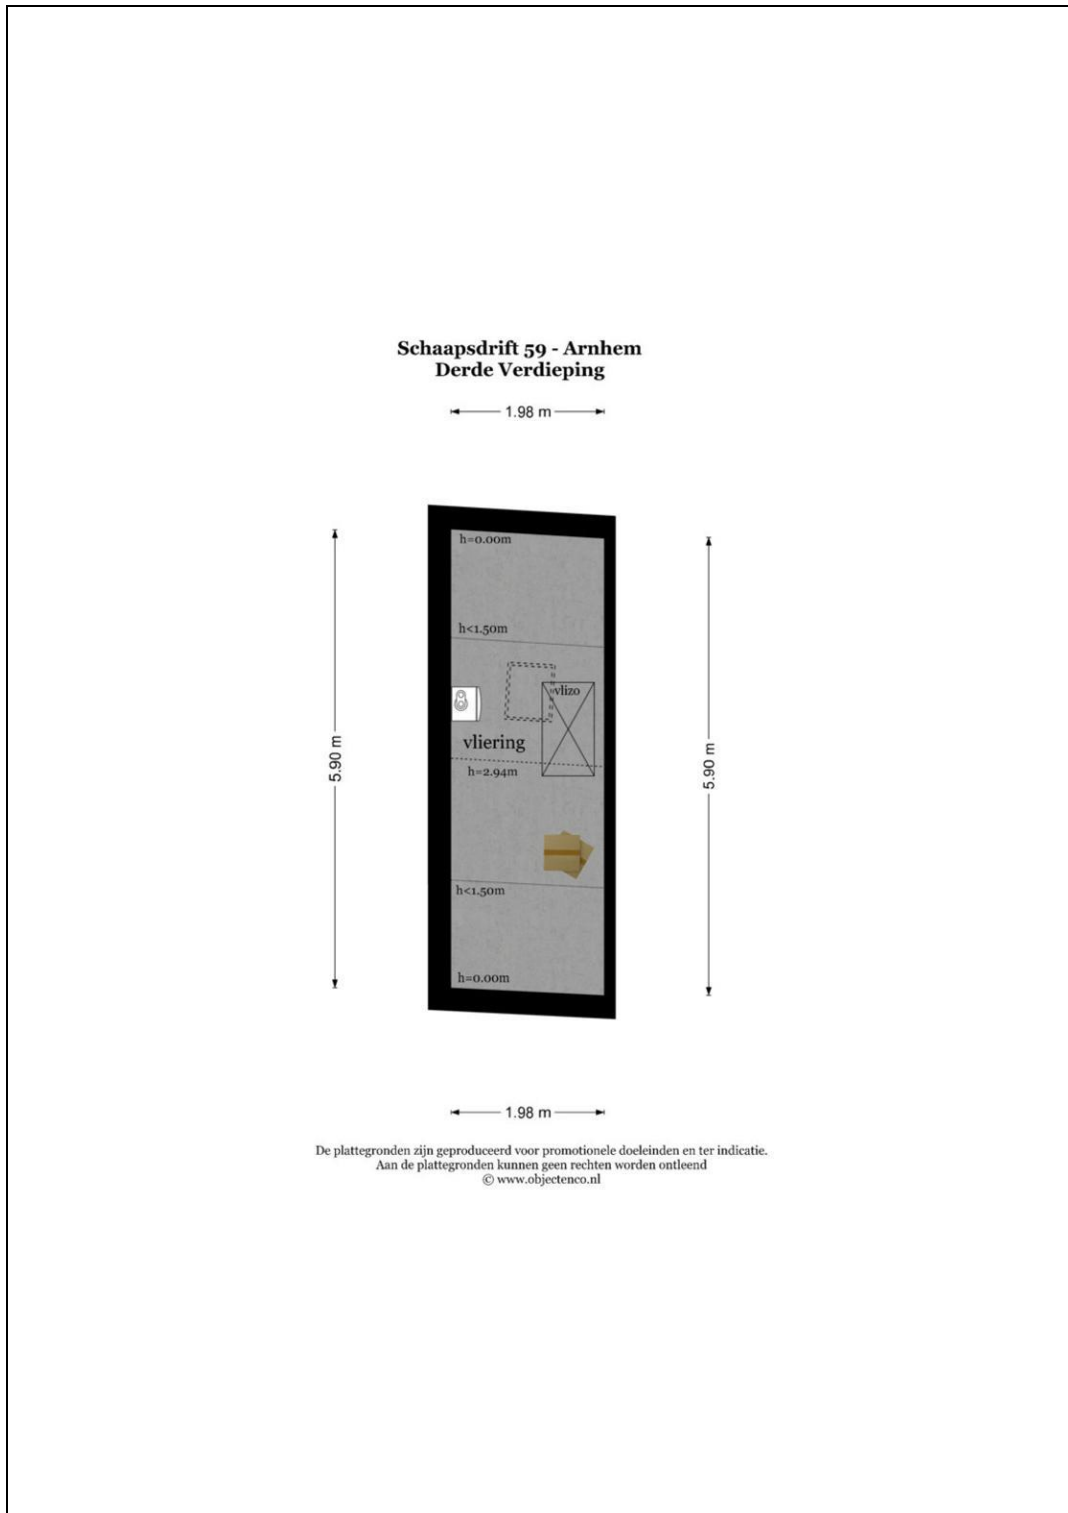 Schaapsdrift 59 - Arnhem
Derde Verdieping
1.98 m
h=0.00m
h<1.50m
vlizo
vliering
5.90 m
5.90 m
h=2.94m
h<1.50m
h=0.00m
1.98 m
De plattegronden zijn geproduceerd voor promotionele doeleinden en ter indicatie.
Aan de plattegronden kunnen geen rechten worden ontleend
© www.objectenco.nl